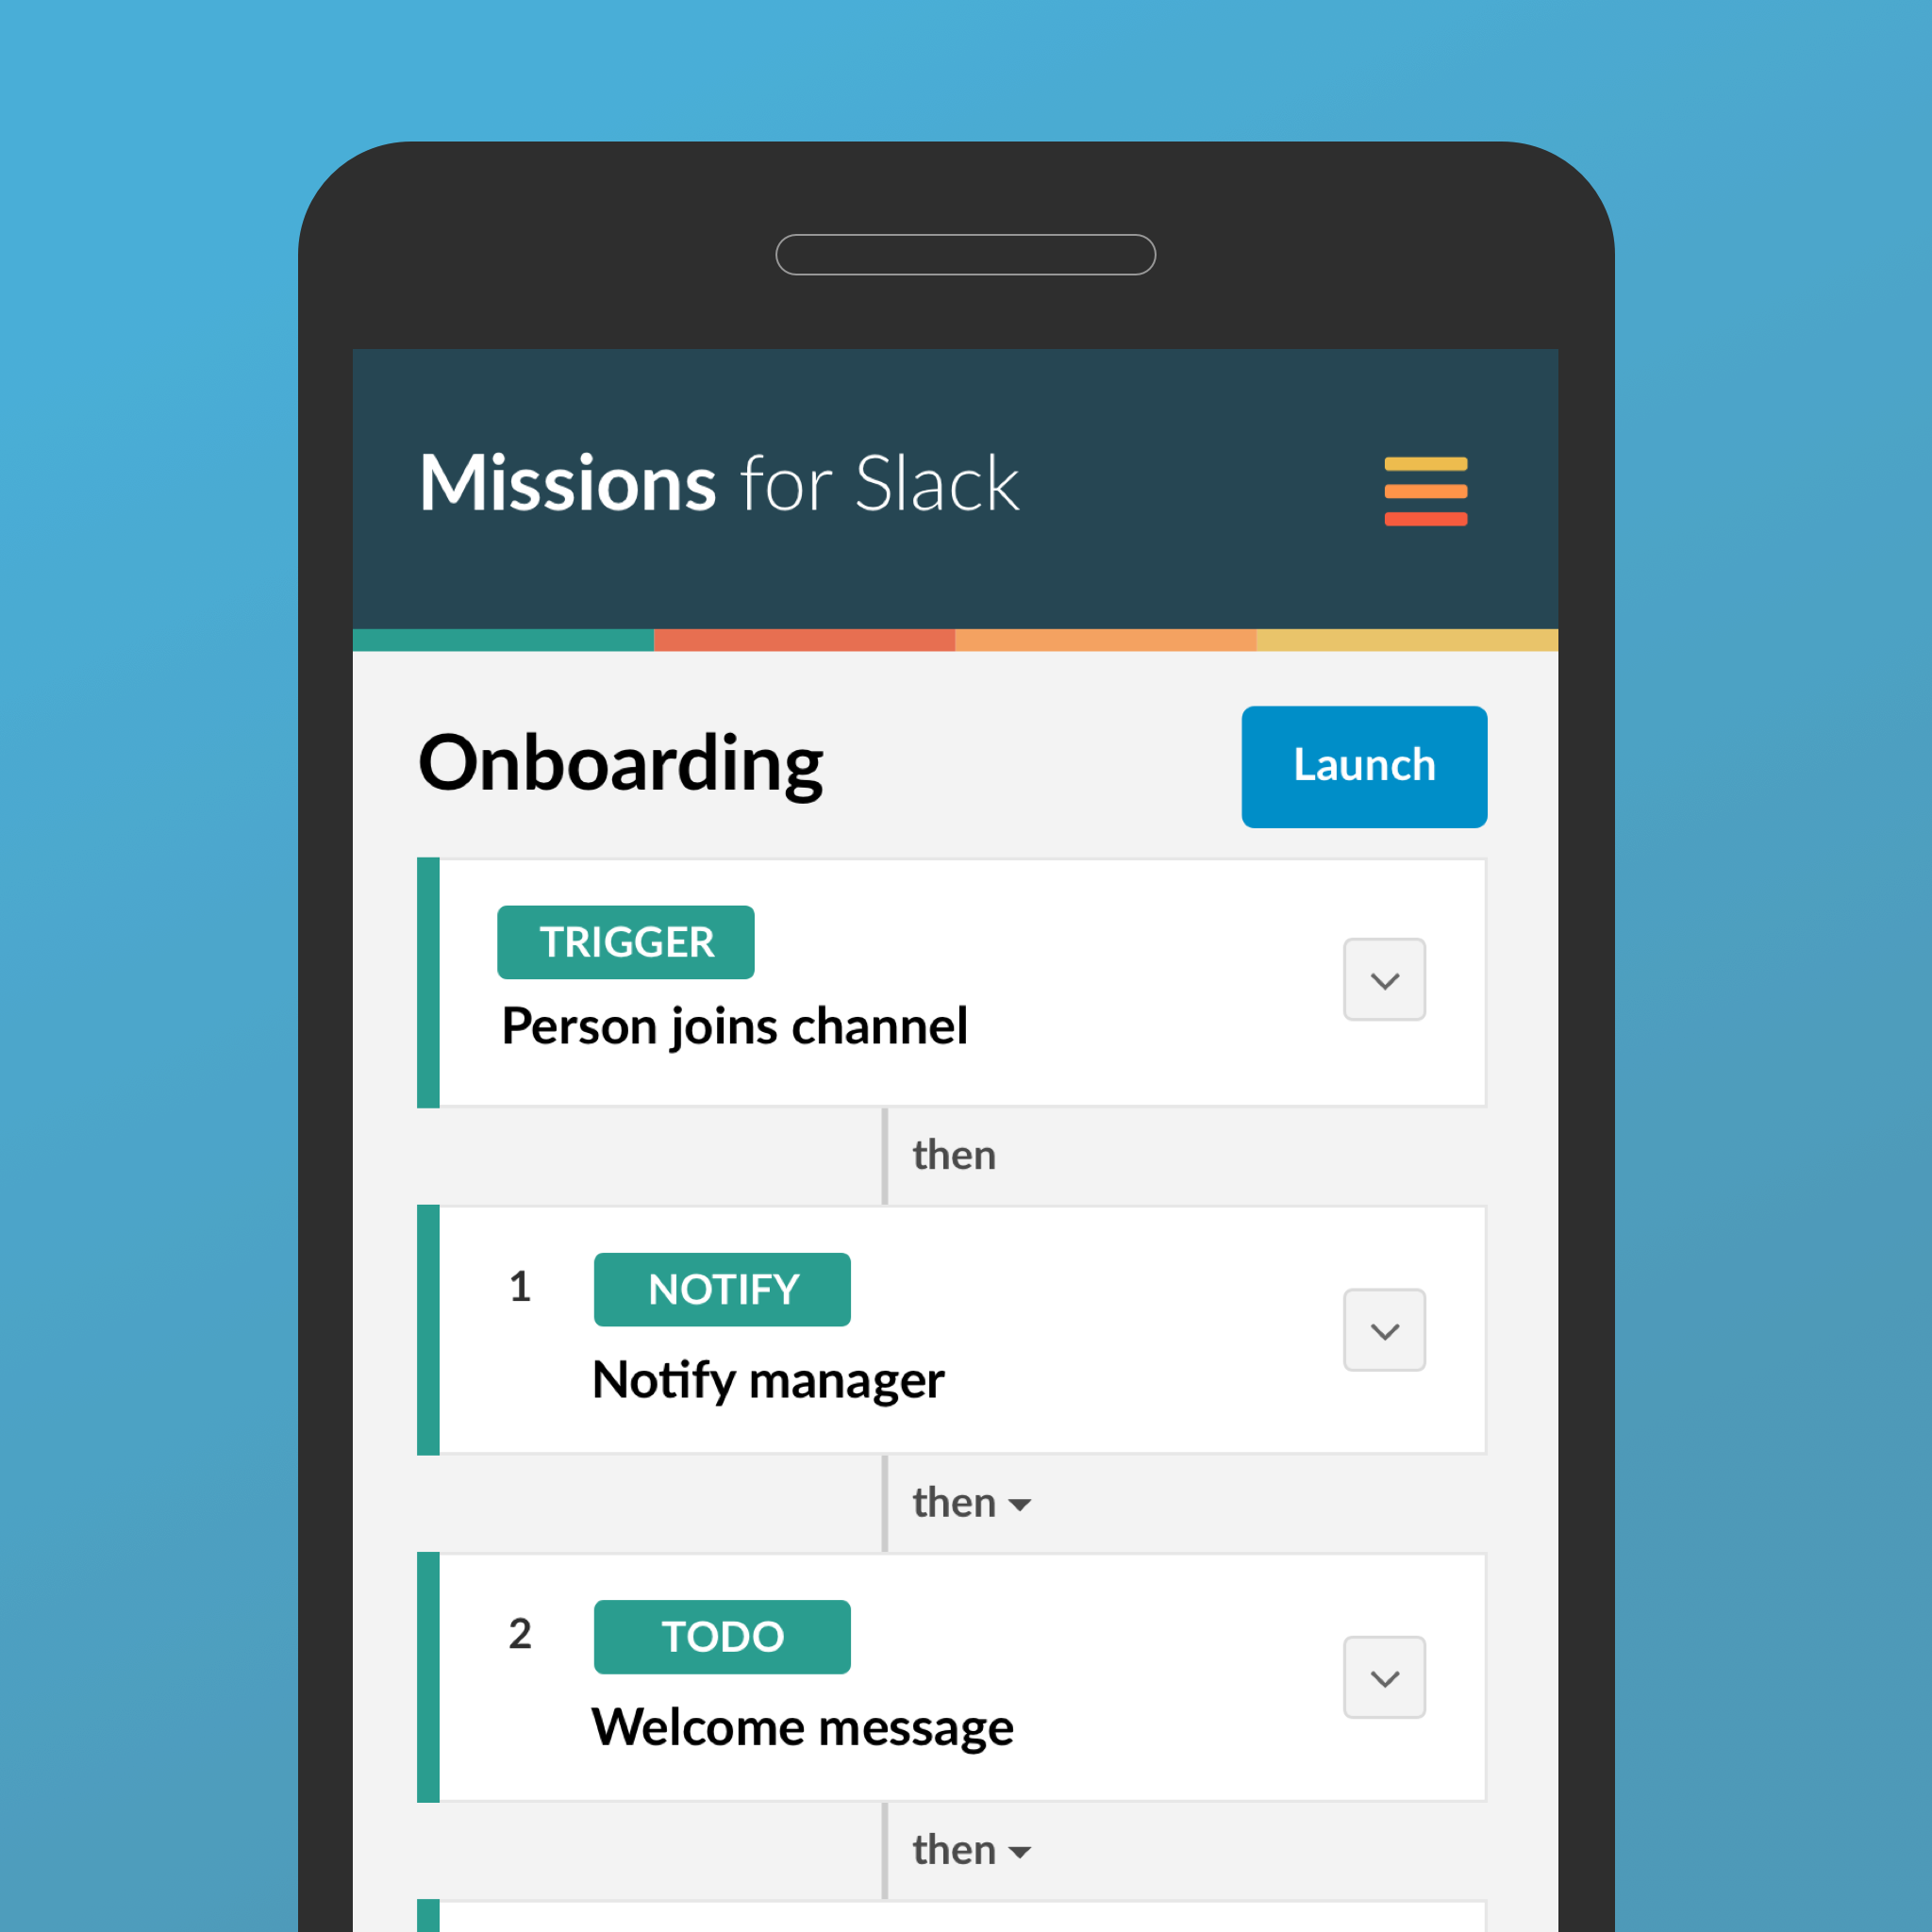 Missions for Slack
Onboarding
Launch
TRIGGER
Person joins channel
then
1
NOTIFY
Notify manager
then
2
TODO
Welcome message
then